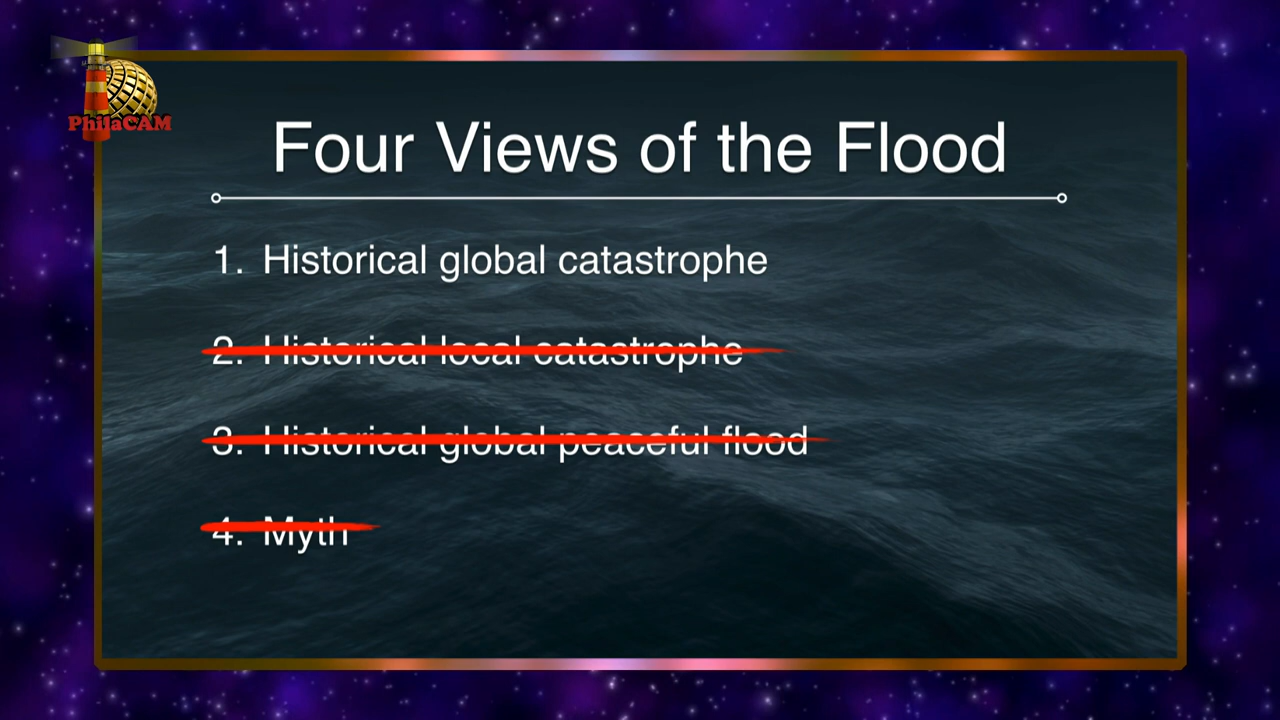 PhilaCAM
Four Views of the Flood
1. Historical global catastrophe
2. Historical local catastrophe
3. Historical global peaceful flood
4. Myth